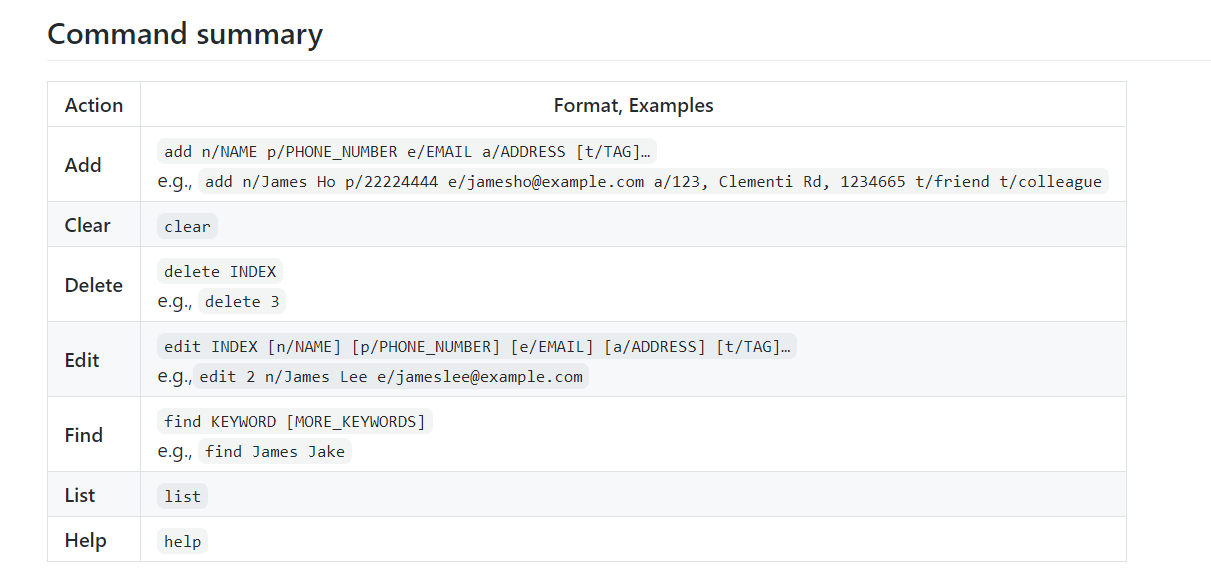 Command summary
Action Format, Examples
Add
add n/NAME p/PHONE_NUMBER e/EMAIL a/ADDRESS [t/TAG]…
e.g., add n/James Ho p/22224444 e/jamesho@example.com a/123, Clementi Rd, 1234665 t/friend t/colleague
Clear clear
Delete
delete INDEX
e.g., delete 3
Edit
edit INDEX [n/NAME] [p/PHONE_NUMBER] [e/EMAIL] [a/ADDRESS] [t/TAG]…
e.g., edit 2 n/James Lee e/jameslee@example.com
Find
find KEYWORD [MORE_KEYWORDS]
e.g., find James Jake
List list
Help help